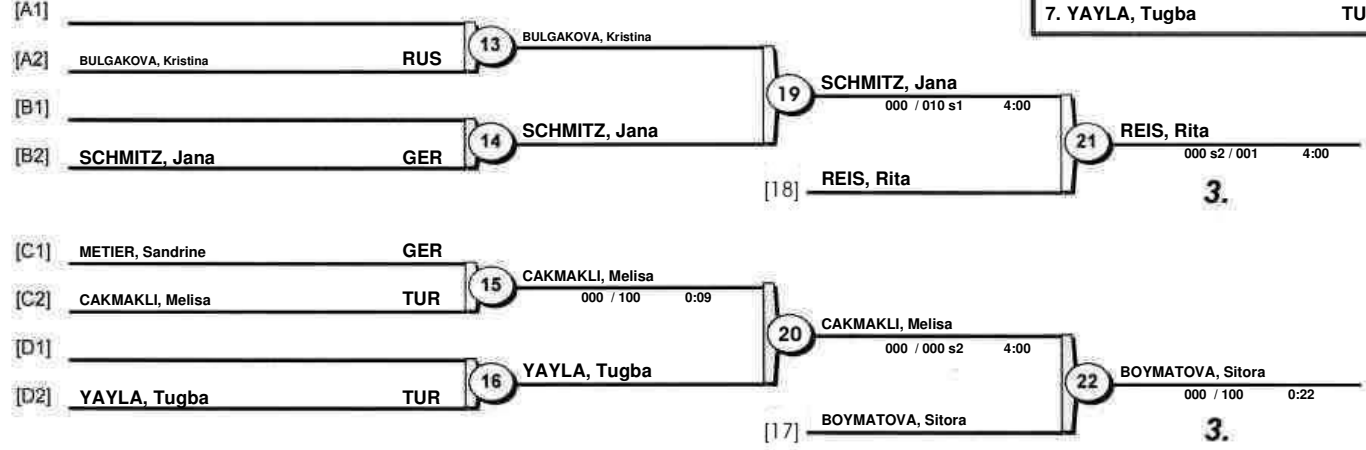 [A1]
7. YAYLA, Tugba TU
[A2] BULGAKOVA, Kristina RUS
13
BULGAKOVA, Kristina
[B1]
19
SCHMITZ, Jana
000 / 010 s1 4:00
[B2] SCHMITZ, Jana GER
14
SCHMITZ, Jana
21
REIS, Rita
000 s2 / 001 4:00
[18] REIS, Rita
3.
[C1] METIER, Sandrine GER
15
CAKMAKLI, Melisa
000 / 100 0:09
[C2] CAKMAKLI, Melisa TUR
20
CAKMAKLI, Melisa
000 / 000 s2 4:00
[D1]
16
YAYLA, Tugba
[D2] YAYLA, Tugba TUR
22
BOYMATOVA, Sitora
000 / 100 0:22
[17] BOYMATOVA, Sitora
3.